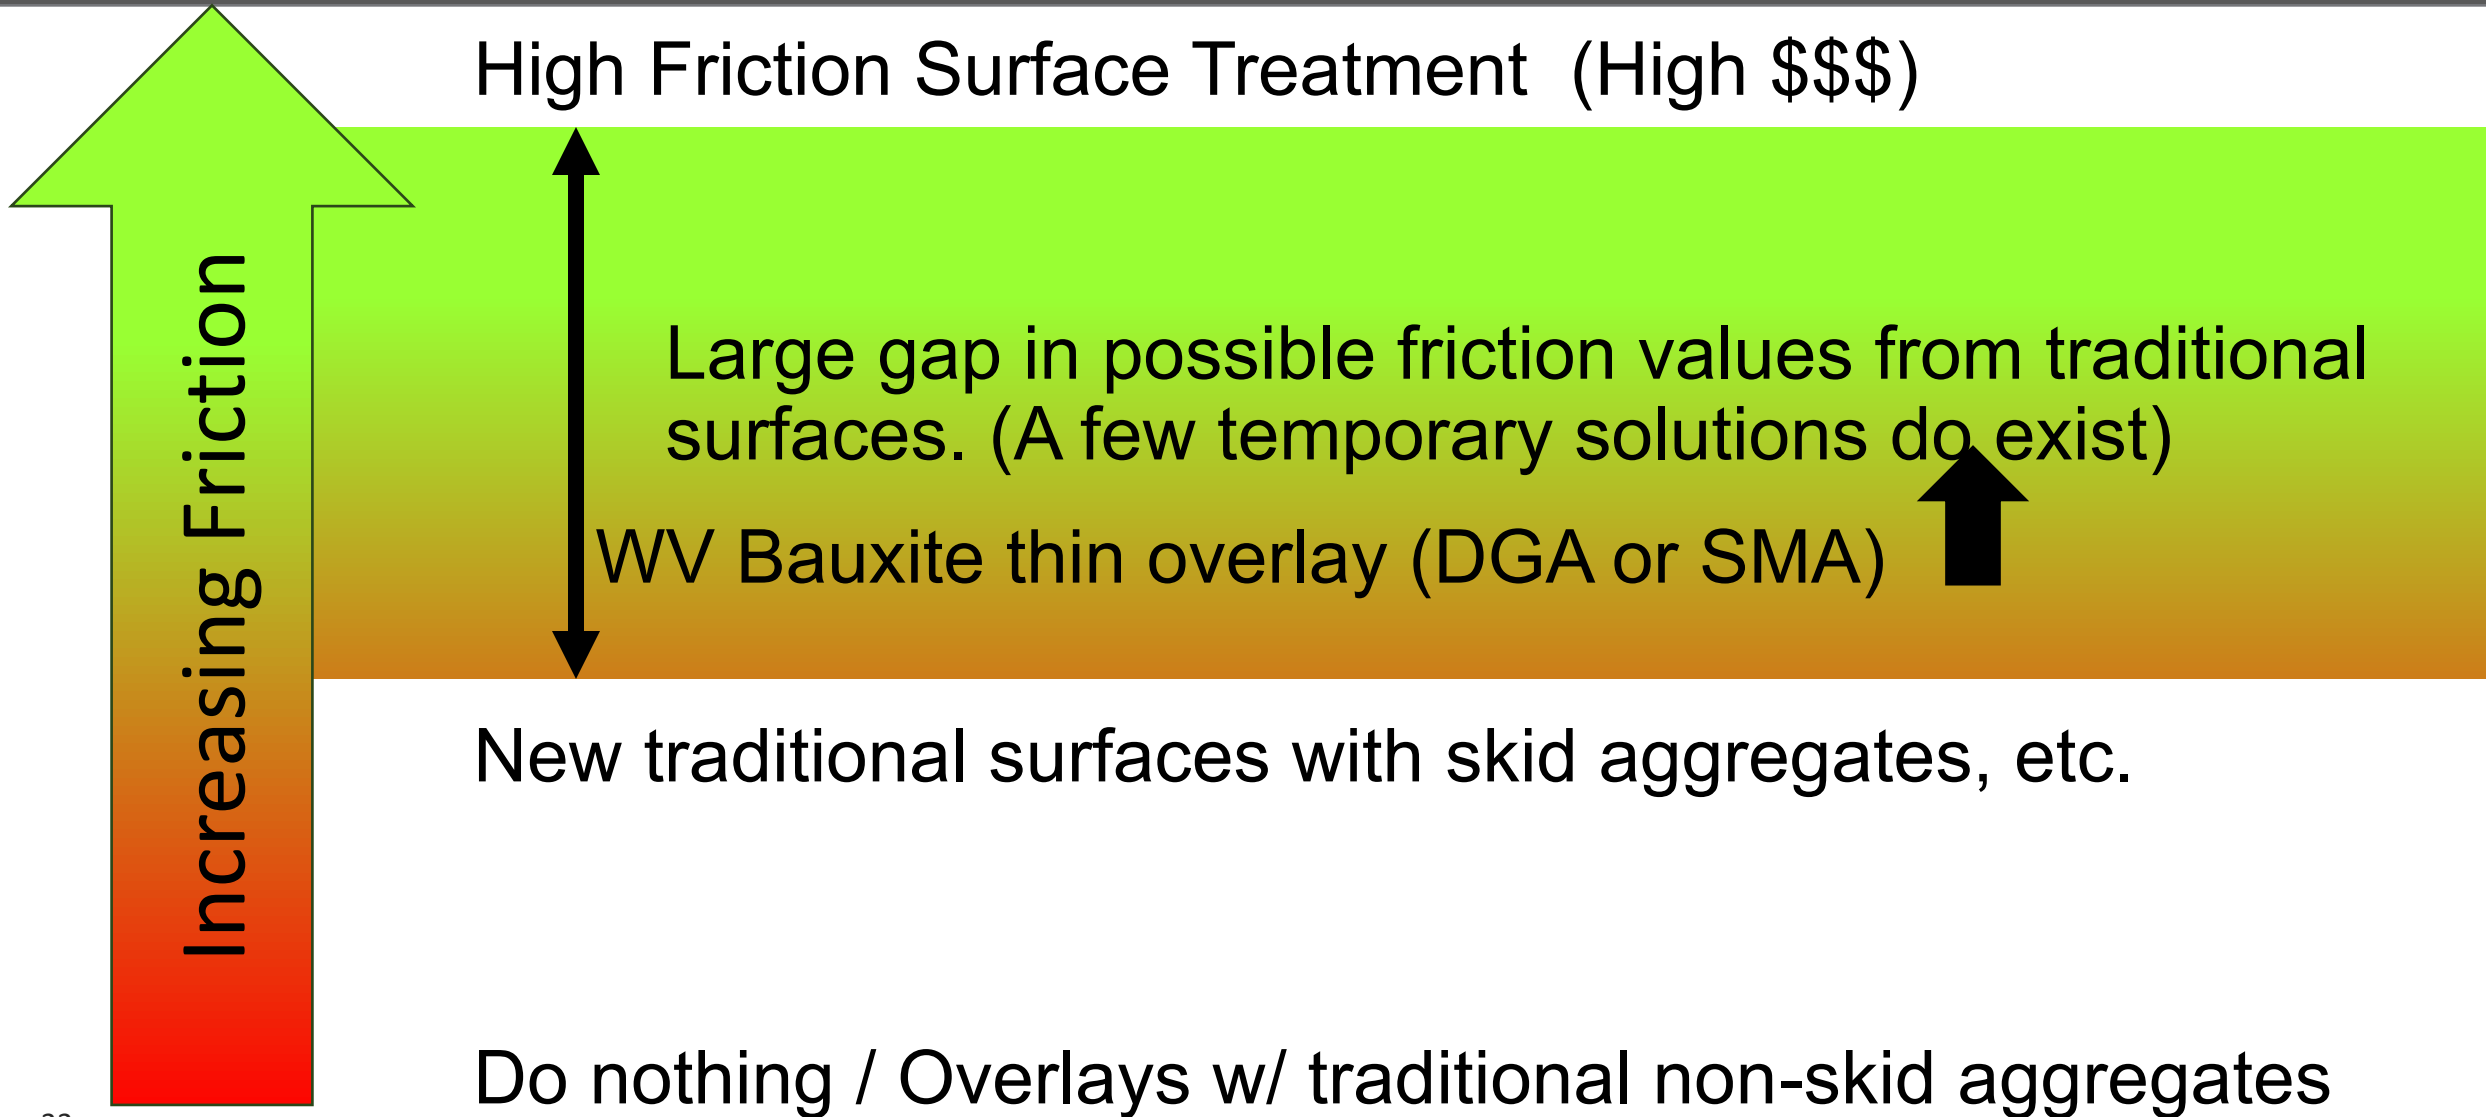 High Friction Surface Treatment (High $$$)
Increasing Friction
Large gap in possible friction values from traditional
surfaces. (A few temporary solutions do exist)
WV Bauxite thin overlay (DGA or SMA)
New traditional surfaces with skid aggregates, etc.
Do nothing / Overlays w/ traditional non-skid aggregates